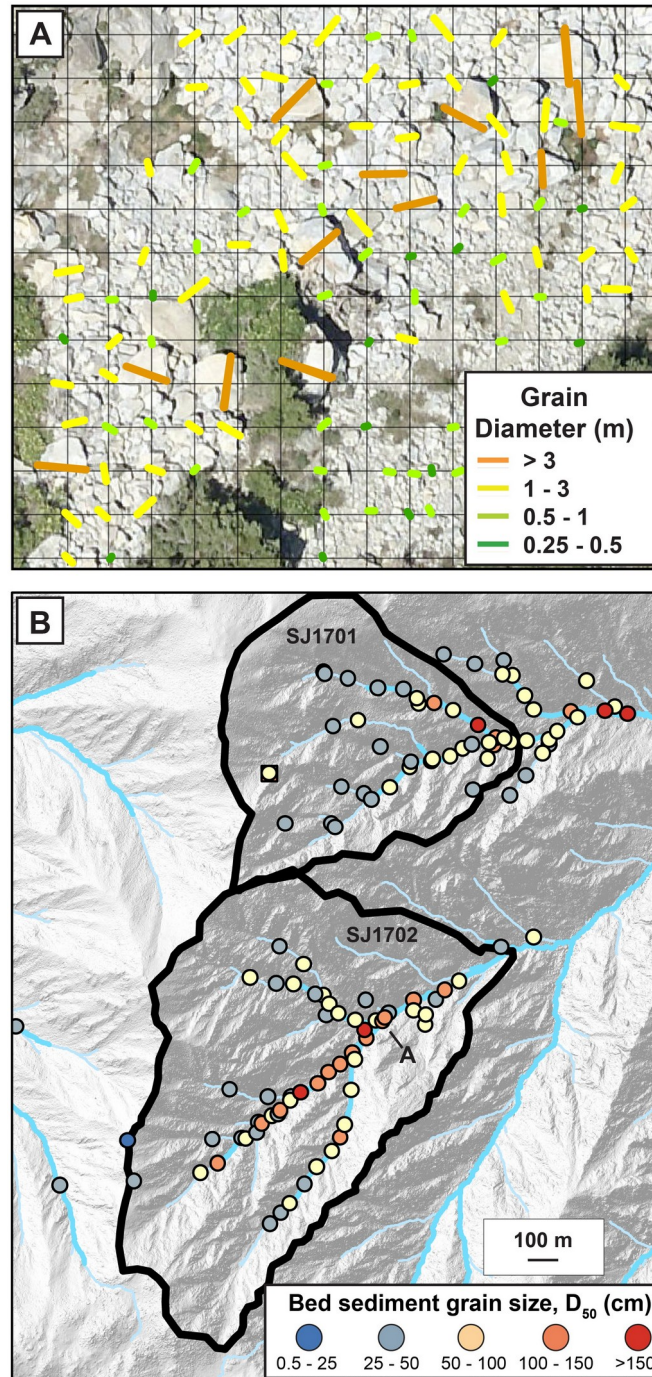 A
Grain
Diameter (m)
> 3
1 - 3
0.5 - 1
0.25 - 0.5
B
SJ1701
SJ1702
A
100 m
Bed sediment grain size, D₅₀ (cm)
0.5 - 25 25 - 50 50 - 100 100 - 150 >150